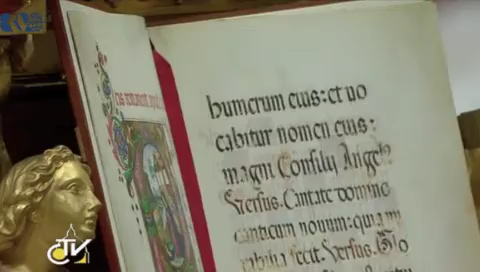 humerum eius: et uo
cabitur nomen eius:
magni Consilij Angel
Versus. Cantate domino
canticum nouum: quia mi
rabilia fecit. Versus. Glo
CTV